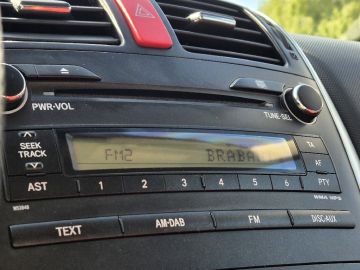 PWR•VOL
TUNE•SEL
SEEK
TRACK
FM2
TA
AF
AST
1 2 3 4 5 6
PTY
TEXT
AM•DAB
FM
DISC•AUX